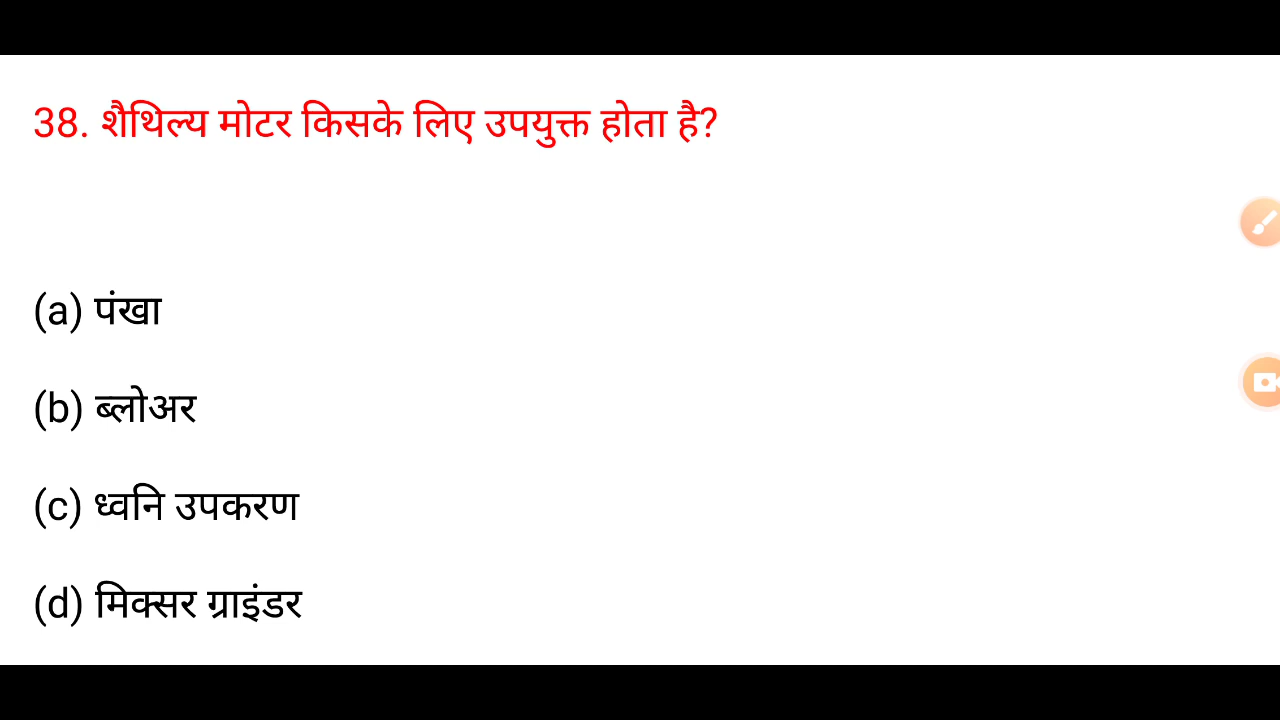 38. शैथिल्य मोटर किसके लिए उपयुक्त होता है?
(a) पंखा
(b) ब्लोअर
(c) ध्वनि उपकरण
(d) मिक्सर ग्राइंडर